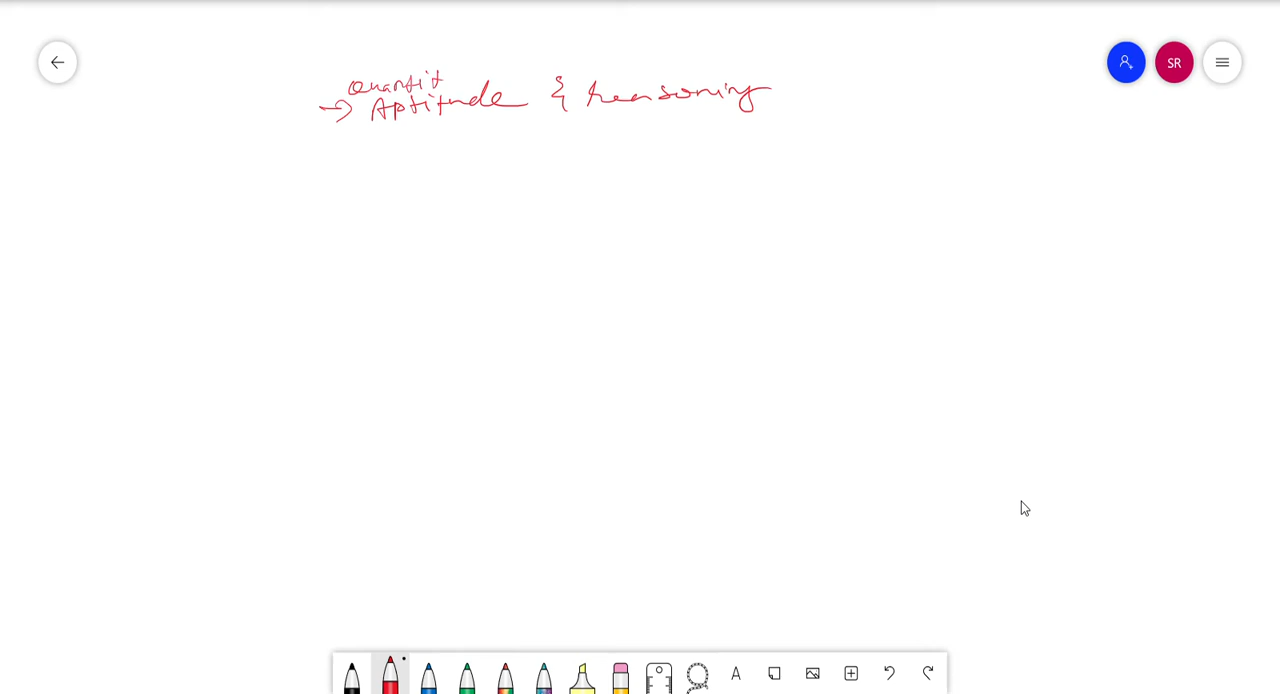 SR
Quantit
→ Aptitude & reasoning
A